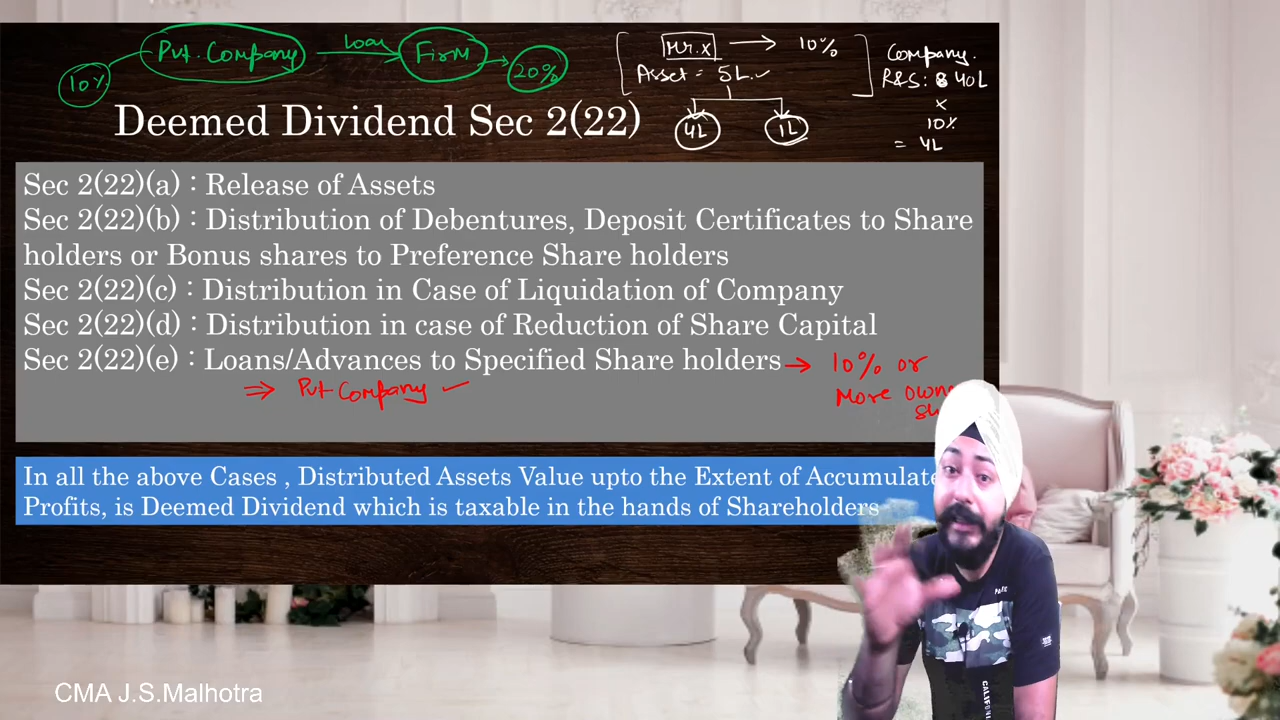 Pvt. Company loan Firm
10% 20%
Mr. X 10%
Asset = 5L
4L 1L
Company.
R&S: 40L
x
10%
= 4L
Deemed Dividend Sec 2(22)
Sec 2(22)(a) : Release of Assets
Sec 2(22)(b) : Distribution of Debentures, Deposit Certificates to Share
holders or Bonus shares to Preference Share holders
Sec 2(22)(c) : Distribution in Case of Liquidation of Company
Sec 2(22)(d) : Distribution in case of Reduction of Share Capital
Sec 2(22)(e) : Loans/Advances to Specified Share holders → 10% or
⇒ Pvt Company ✓ More
In all the above Cases , Distributed Assets Value upto the Extent of
Profits, is Deemed Dividend which is taxable in the hands of Shareholders
CMA J.S.Malhotra